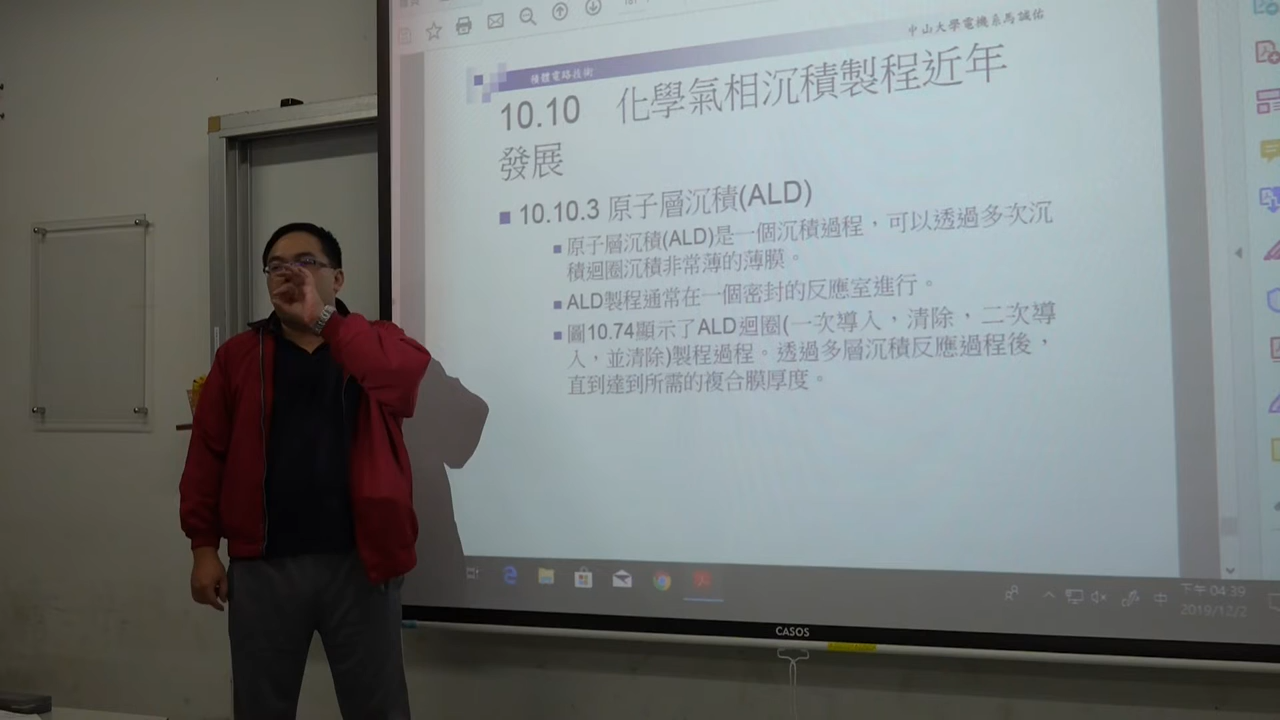 中山大學電機系馬誠佑
積體電路技術
10.10 化學氣相沉積製程近年
發展
10.10.3 原子層沉積(ALD)
原子層沉積(ALD)是一個沉積過程，可以透過多次沉
積迴圈沉積非常薄的薄膜。
ALD製程通常在一個密封的反應室進行。
圖10.74顯示了ALD迴圈(一次導入，清除，二次導
入，並清除)製程過程。透過多層沉積反應過程後，
直到達到所需的複合膜厚度。
中
下午 04:39
2019/12/2
CASOS